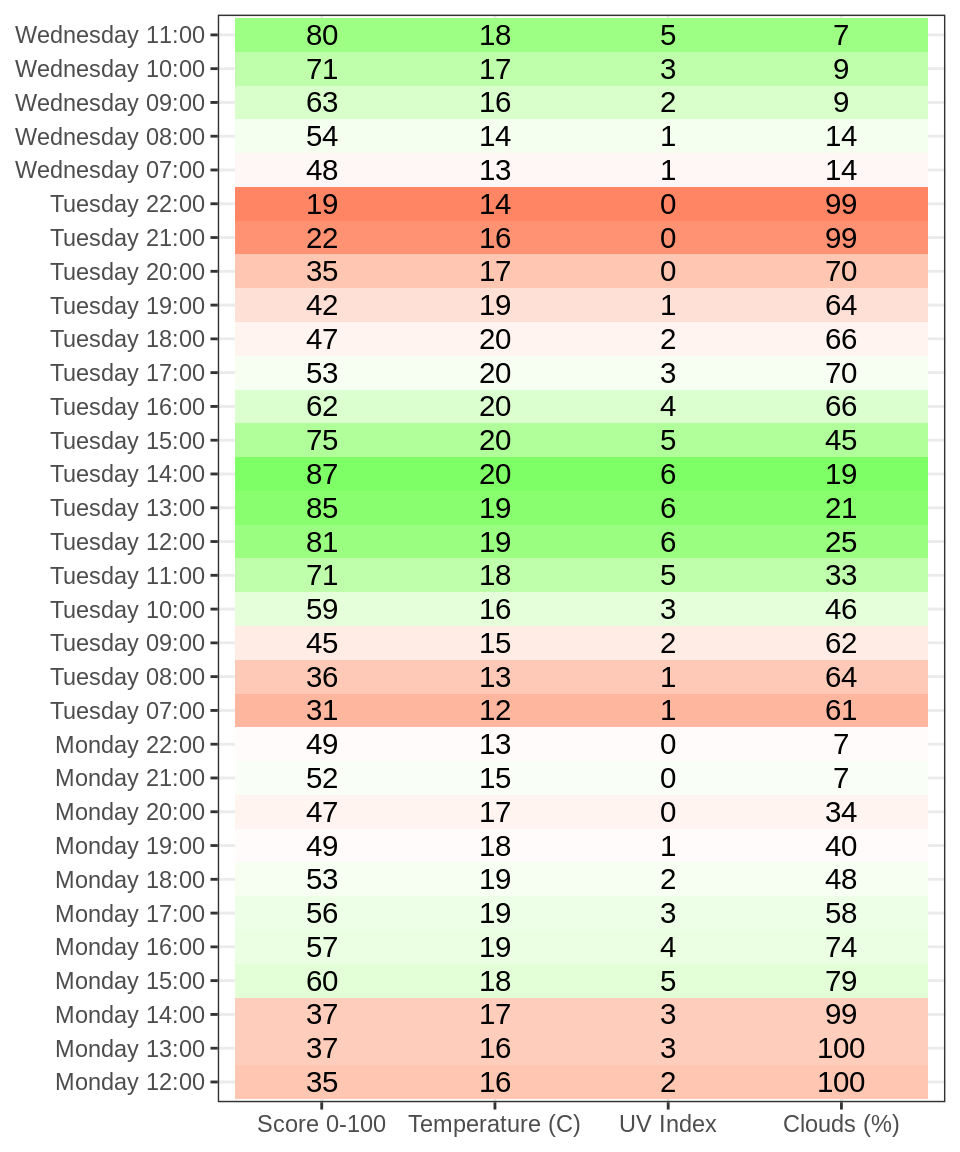 Wednesday 11:00 80 18 5 7
Wednesday 10:00 71 17 3 9
Wednesday 09:00 63 16 2 9
Wednesday 08:00 54 14 1 14
Wednesday 07:00 48 13 1 14
Tuesday 22:00 19 14 0 99
Tuesday 21:00 22 16 0 99
Tuesday 20:00 35 17 0 70
Tuesday 19:00 42 19 1 64
Tuesday 18:00 47 20 2 66
Tuesday 17:00 53 20 3 70
Tuesday 16:00 62 20 4 66
Tuesday 15:00 75 20 5 45
Tuesday 14:00 87 20 6 19
Tuesday 13:00 85 19 6 21
Tuesday 12:00 81 19 6 25
Tuesday 11:00 71 18 5 33
Tuesday 10:00 59 16 3 46
Tuesday 09:00 45 15 2 62
Tuesday 08:00 36 13 1 64
Tuesday 07:00 31 12 1 61
Monday 22:00 49 13 0 7
Monday 21:00 52 15 0 7
Monday 20:00 47 17 0 34
Monday 19:00 49 18 1 40
Monday 18:00 53 19 2 48
Monday 17:00 56 19 3 58
Monday 16:00 57 19 4 74
Monday 15:00 60 18 5 79
Monday 14:00 37 17 3 99
Monday 13:00 37 16 3 100
Monday 12:00 35 16 2 100
Score 0-100 Temperature (C) UV Index Clouds (%)